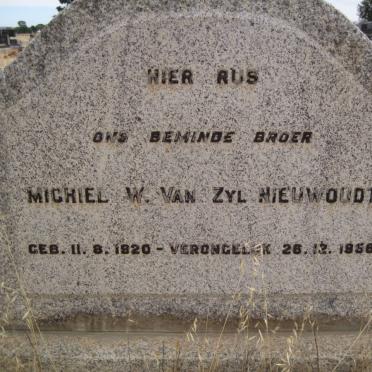 HIER RUS
ONS BEMINDE BROER
MICHIEL W. VAN ZYL NIEUWOUDT
GEB. 11. 8. 1920 - VERONGELUK 26. 12. 1956